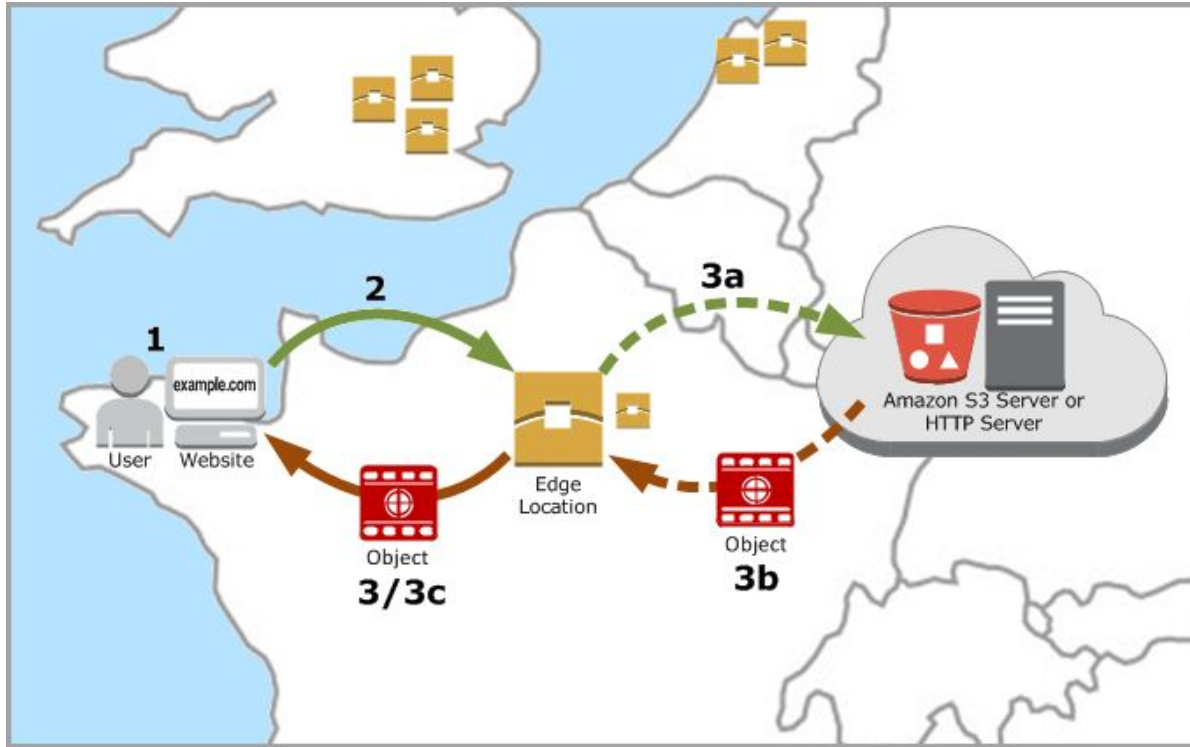 1
2
3a
example.com
User
Website
Edge
Location
Amazon S3 Server or
HTTP Server
Object
3/3c
Object
3b